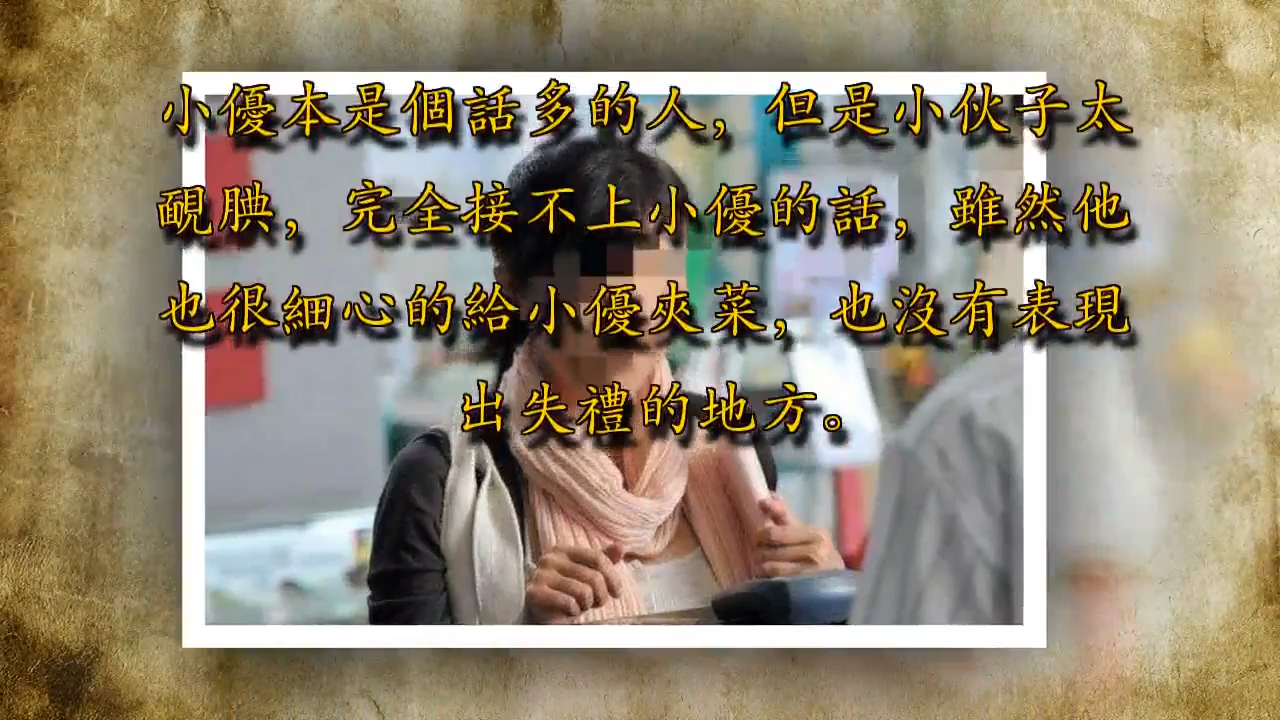 小優本是個話多的人，但是小伙子太
靦腆，完全接不上小優的話，雖然他
也很細心的給小優夾菜，也沒有表現
出失禮的地方。